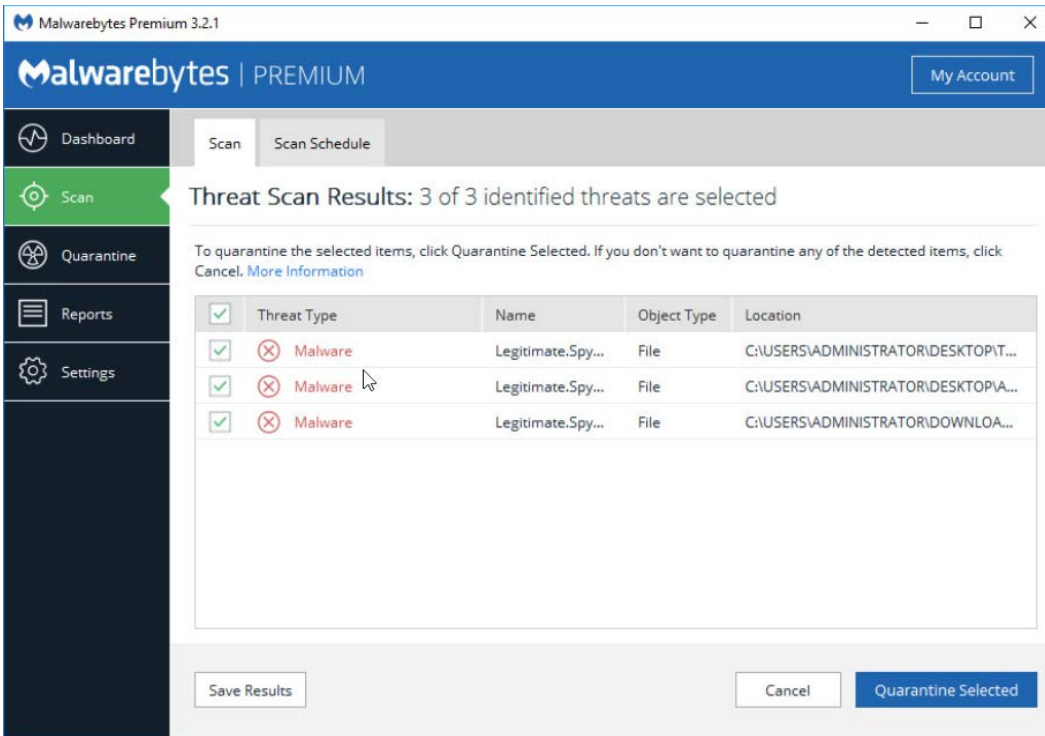 Malwarebytes Premium 3.2.1
Malwarebytes | PREMIUM
My Account
Dashboard
Scan
Quarantine
Reports
Settings
Scan Scan Schedule
Threat Scan Results: 3 of 3 identified threats are selected
To quarantine the selected items, click Quarantine Selected. If you don't want to quarantine any of the detected items, click
Cancel. More Information
Threat Type Name Object Type Location
Malware Legitimate.Spy... File C:\USERS\ADMINISTRATOR\DESKTOP\T...
Malware Legitimate.Spy... File C:\USERS\ADMINISTRATOR\DESKTOP\A...
Malware Legitimate.Spy... File C:\USERS\ADMINISTRATOR\DOWNLOA...
Save Results Cancel Quarantine Selected